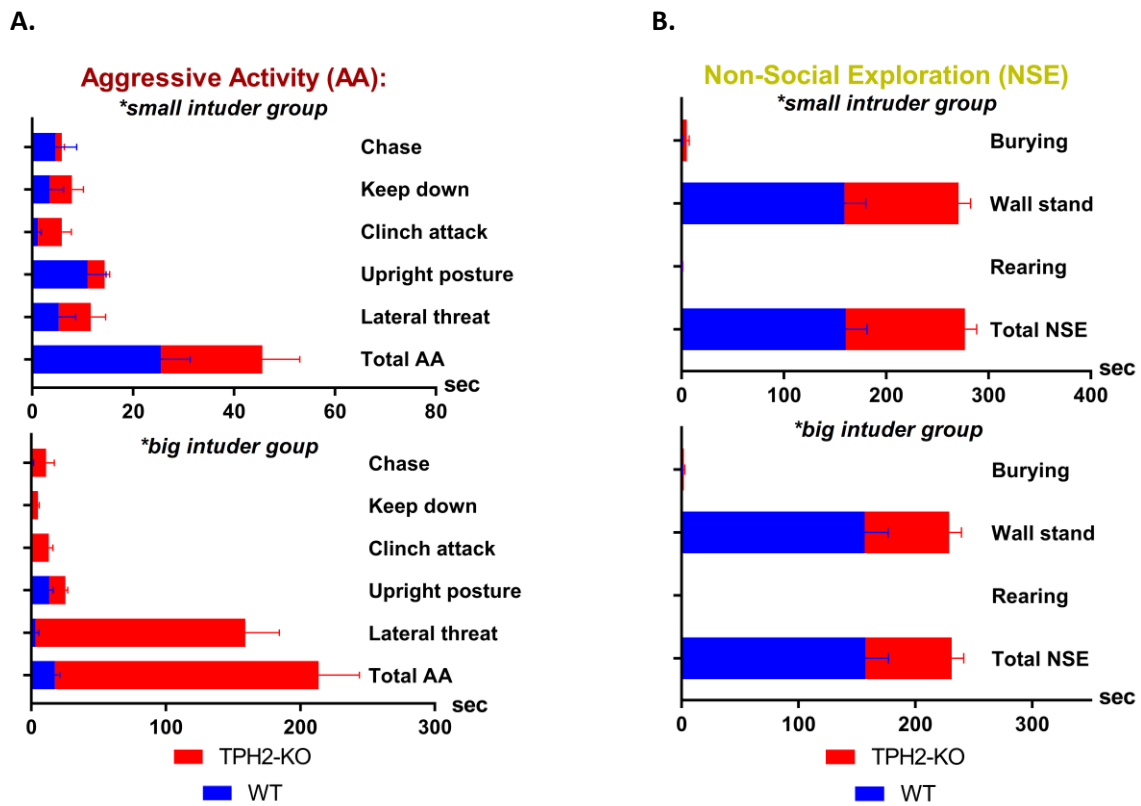 A.
Aggressive Activity (AA):
*small intuder group
Chase
Keep down
Clinch attack
Upright posture
Lateral threat
Total AA
sec
0 20 40 60 80
*big intuder goup
Chase
Keep down
Clinch attack
Upright posture
Lateral threat
Total AA
sec
0 100 200 300
TPH2-KO
WT
B.
Non-Social Exploration (NSE)
*small intruder group
Burying
Wall stand
Rearing
Total NSE
sec
0 100 200 300 400
*big intuder group
Burying
Wall stand
Rearing
Total NSE
sec
0 100 200 300
TPH2-KO
WT